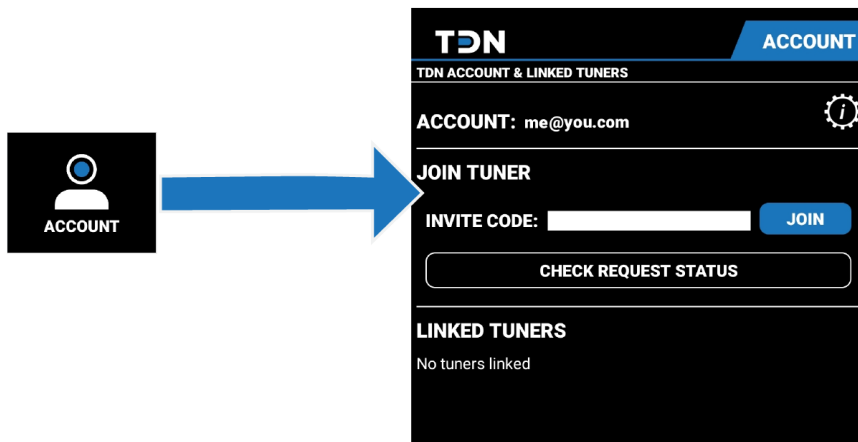 TDN
ACCOUNT
TDN ACCOUNT & LINKED TUNERS
ACCOUNT: me@you.com
i
JOIN TUNER
INVITE CODE:
JOIN
CHECK REQUEST STATUS
LINKED TUNERS
No tuners linked
ACCOUNT